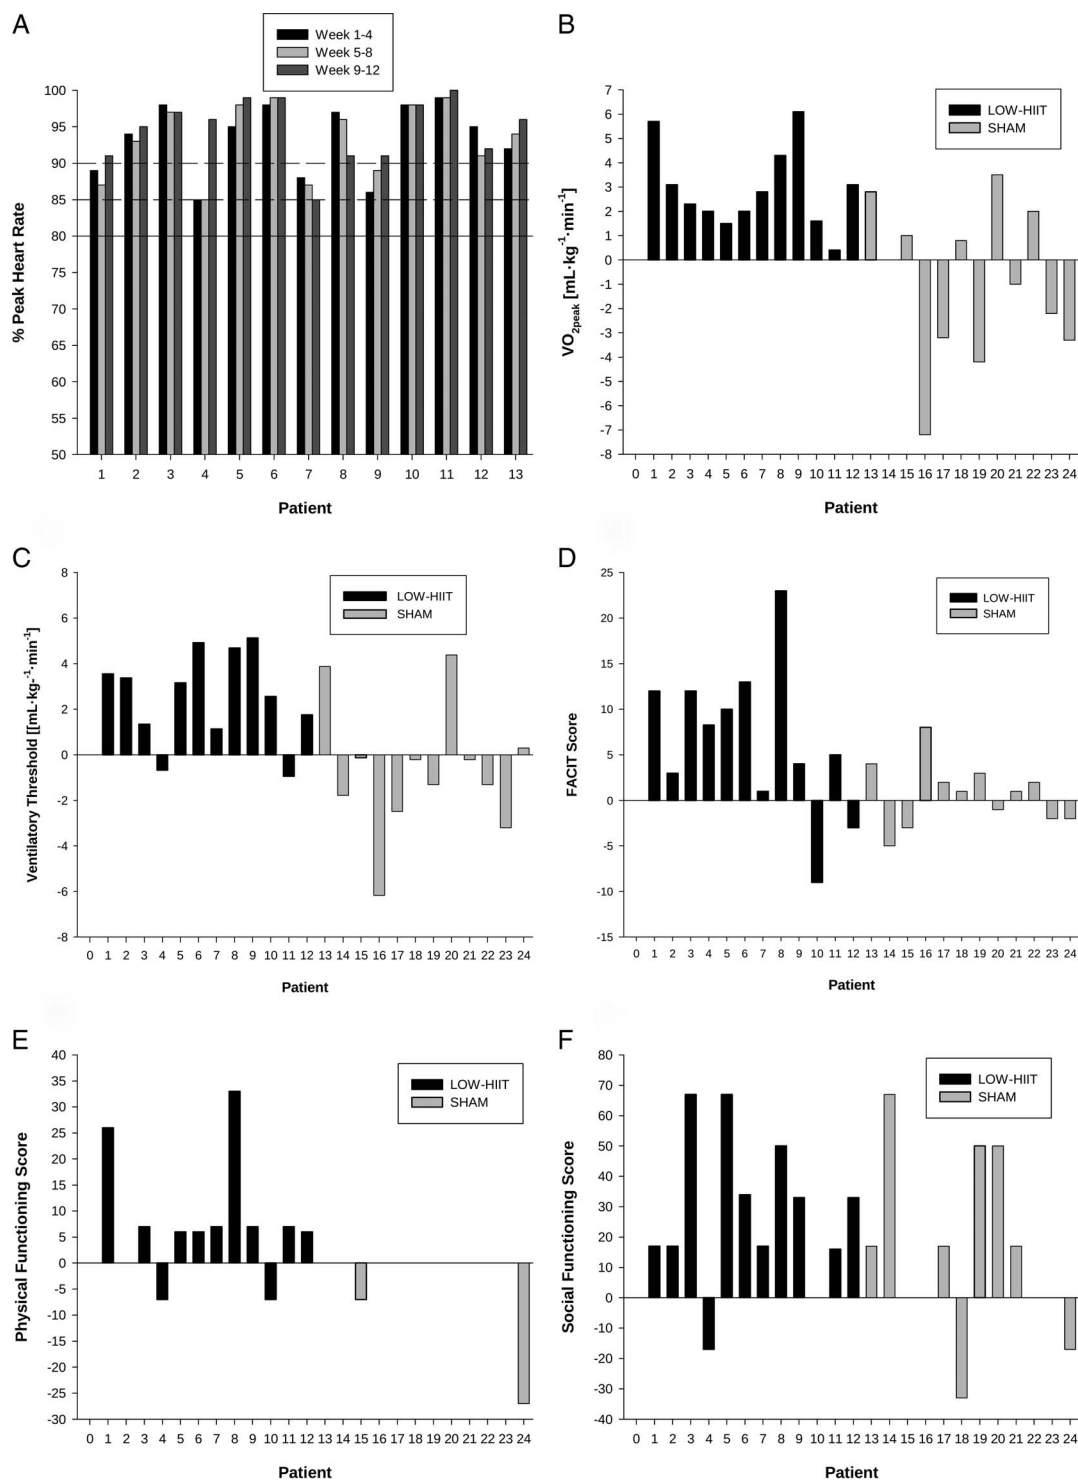 A
Week 1-4
Week 5-8
Week 9-12
% Peak Heart Rate
100
95
90
85
80
75
70
65
60
55
50
1 2 3 4 5 6 7 8 9 10 11 12 13
Patient
B
LOW-HIIT
SHAM
VO2peak [mL·kg-1·min-1]
7
6
5
4
3
2
1
0
-1
-2
-3
-4
-5
-6
-7
-8
0 1 2 3 4 5 6 7 8 9 10 11 12 13 14 15 16 17 18 19 20 21 22 23 24
Patient
C
LOW-HIIT
SHAM
Ventilatory Threshold [[mL·kg-1·min-1]
8
6
4
2
0
-2
-4
-6
-8
0 1 2 3 4 5 6 7 8 9 10 11 12 13 14 15 16 17 18 19 20 21 22 23 24
Patient
D
LOW-HIIT
SHAM
FACIT Score
25
20
15
10
5
0
-5
-10
-15
0 1 2 3 4 5 6 7 8 9 10 11 12 13 14 15 16 17 18 19 20 21 22 23 24
Patient
E
LOW-HIIT
SHAM
Physical Functioning Score
40
35
30
25
20
15
10
5
0
-5
-10
-15
-20
-25
-30
0 1 2 3 4 5 6 7 8 9 10 11 12 13 14 15 16 17 18 19 20 21 22 23 24
Patient
F
LOW-HIIT
SHAM
Social Functioning Score
80
70
60
50
40
30
20
10
0
-10
-20
-30
-40
0 1 2 3 4 5 6 7 8 9 10 11 12 13 14 15 16 17 18 19 20 21 22 23 24
Patient